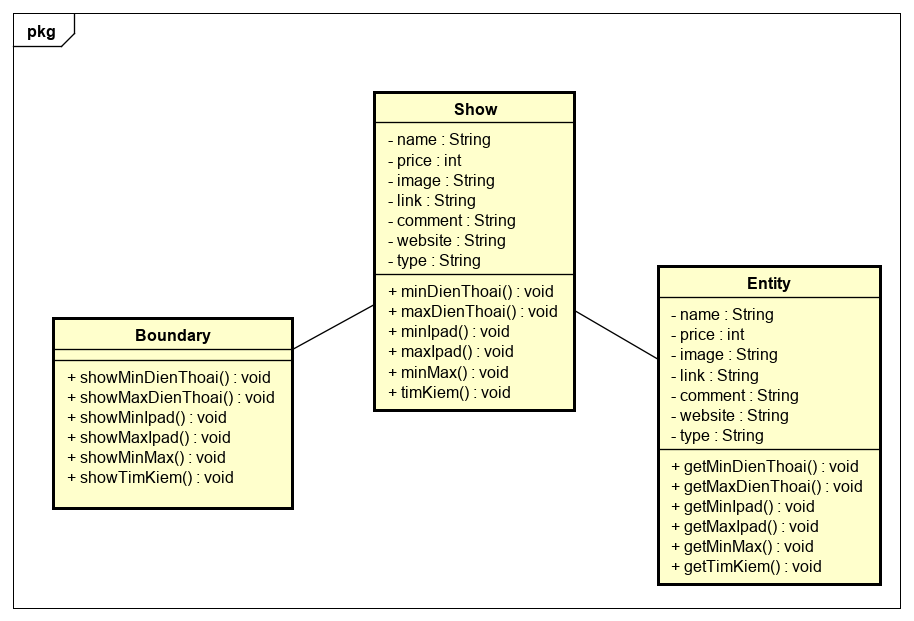 pkg
Show
- name : String
- price : int
- image : String
- link : String
- comment : String
- website : String
- type : String
+ minDienThoai() : void
+ maxDienThoai() : void
+ minIpad() : void
+ maxIpad() : void
+ minMax() : void
+ timKiem() : void
Boundary
+ showMinDienThoai() : void
+ showMaxDienThoai() : void
+ showMinIpad() : void
+ showMaxIpad() : void
+ showMinMax() : void
+ showTimKiem() : void
Entity
- name : String
- price : int
- image : String
- link : String
- comment : String
- website : String
- type : String
+ getMinDienThoai() : void
+ getMaxDienThoai() : void
+ getMinIpad() : void
+ getMaxIpad() : void
+ getMinMax() : void
+ getTimKiem() : void